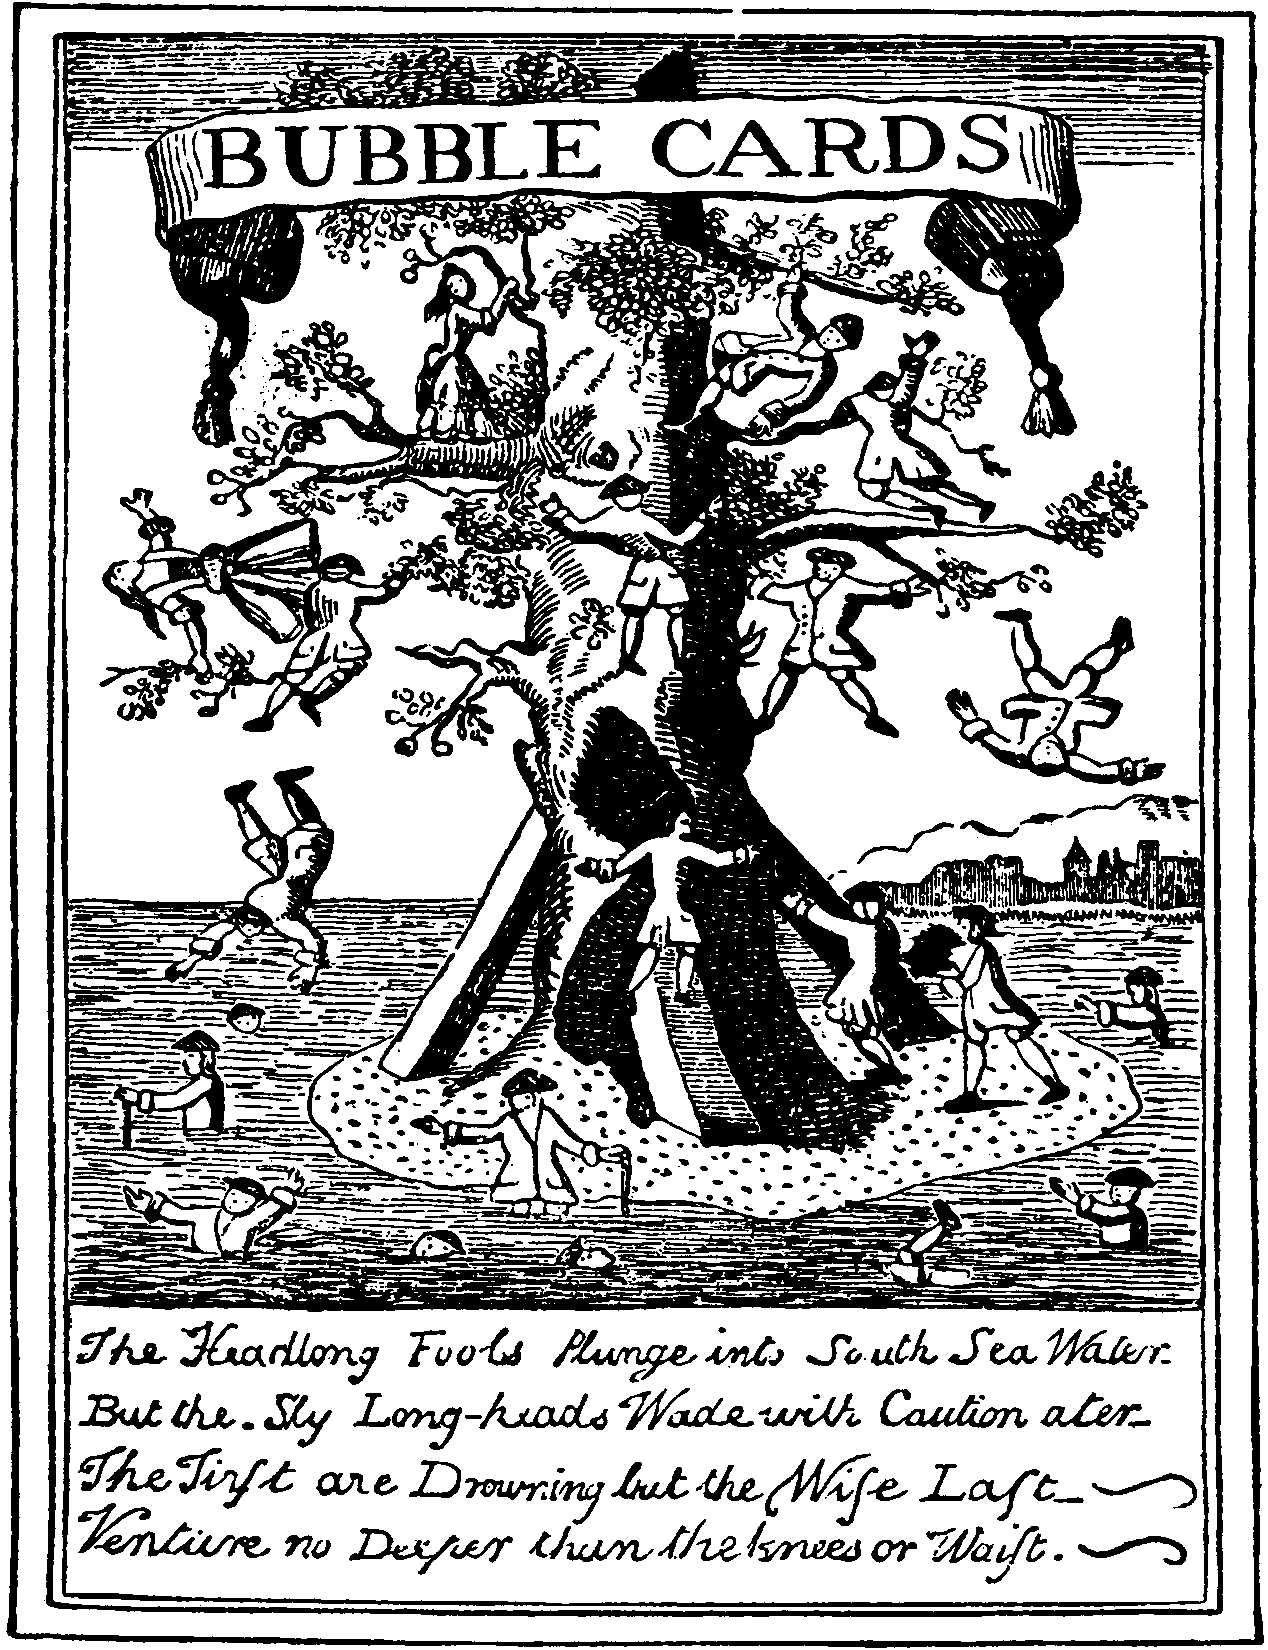 BUBBLE CARDS
The Headlong Fools Plunge into South Sea Water
But the Sly Long-heads Wade with Caution ater
The Firſt are Drowning but the Wiſe Laſt
Venture no Deeper than the knees or Waiſt.